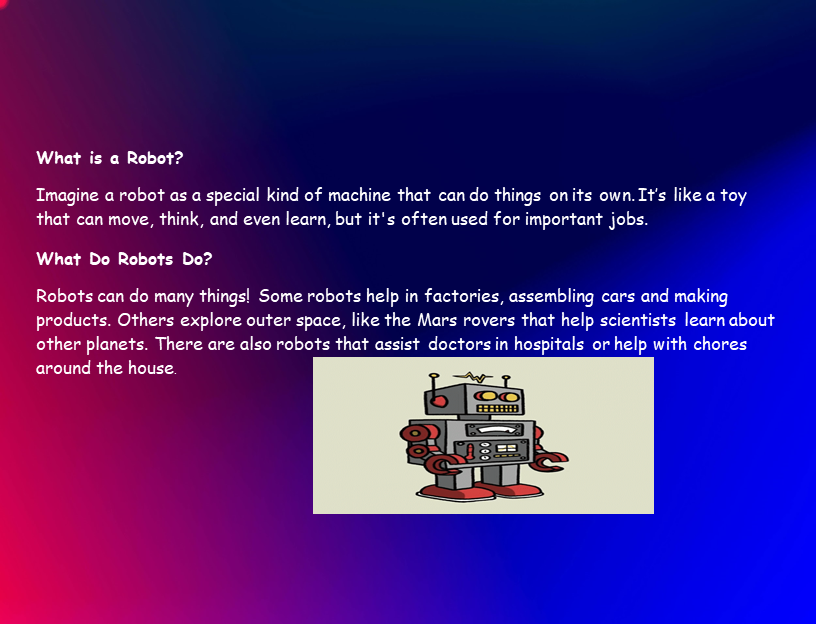 What is a Robot?
Imagine a robot as a special kind of machine that can do things on its own. It's like a toy
that can move, think, and even learn, but it's often used for important jobs.
What Do Robots Do?
Robots can do many things! Some robots help in factories, assembling cars and making
products. Others explore outer space, like the Mars rovers that help scientists learn about
other planets. There are also robots that assist doctors in hospitals or help with chores
around the house.